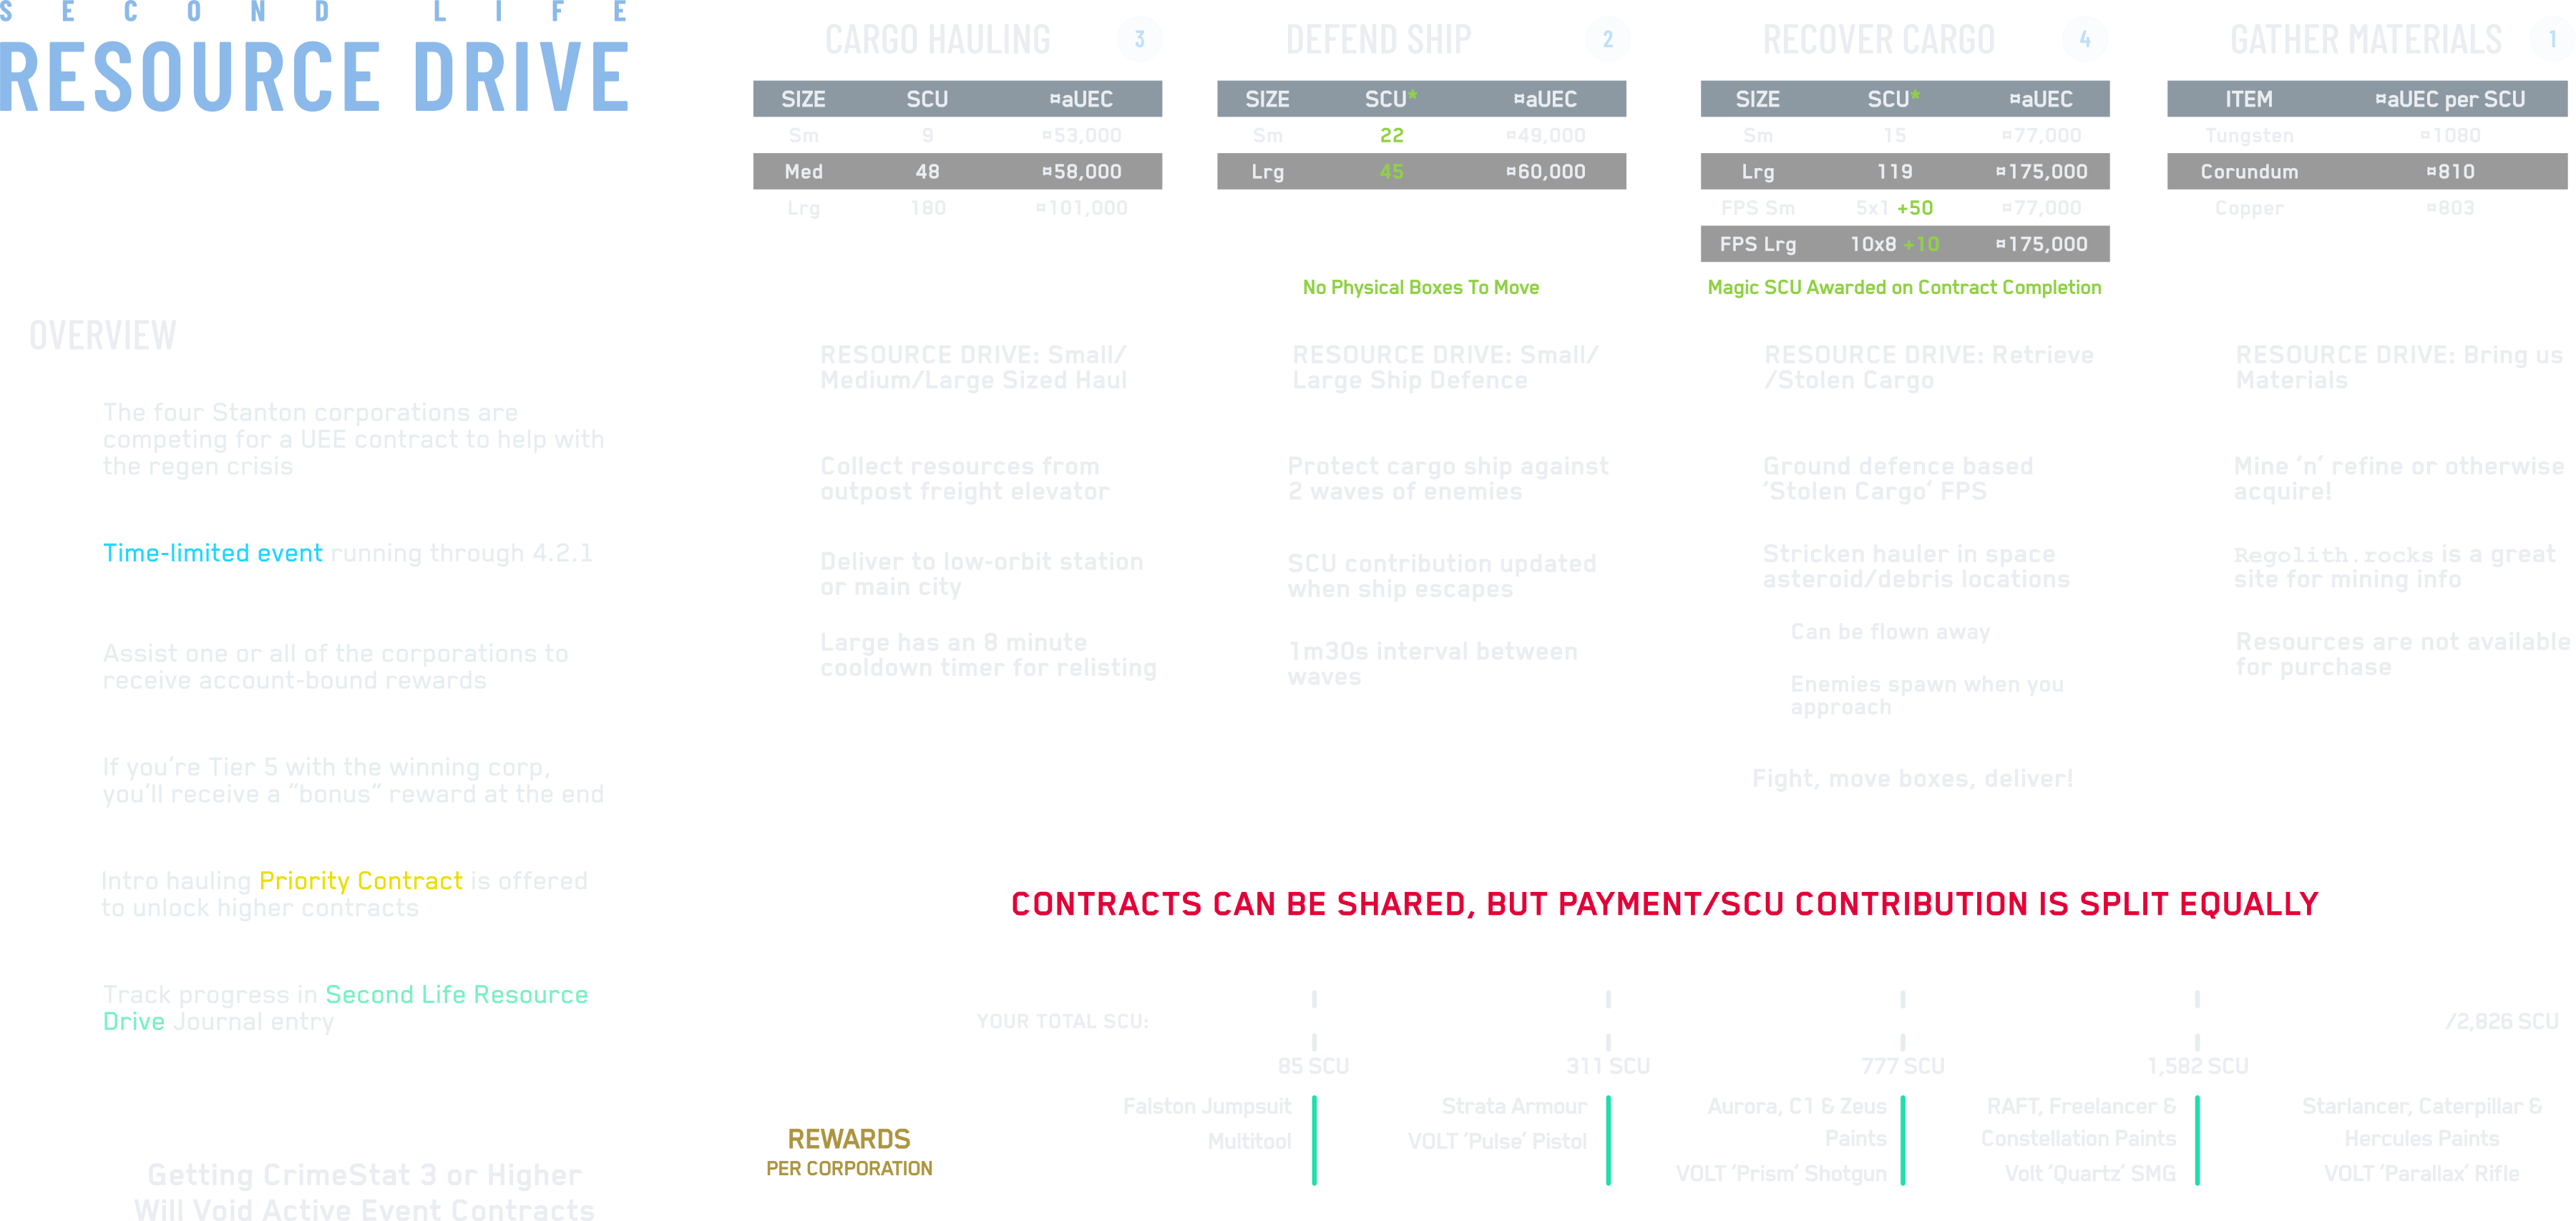 SECOND LIFE
RESOURCE DRIVE
OVERVIEW
The four Stanton corporations are
competing for a UEE contract to help with
the regen crisis
Time-limited event running through 4.2.1
Assist one or all of the corporations to
receive account-bound rewards
If you're Tier 5 with the winning corp,
you'll receive a "bonus" reward at the end
Intro hauling Priority Contract is offered
to unlock higher contracts
Track progress in Second Life Resource
Drive Journal entry
Getting CrimeStat 3 or Higher
Will Void Active Event Contracts
CARGO HAULING 3
SIZE SCU ¤aUEC
Sm 9 ¤53,000
Med 48 ¤58,000
Lrg 180 ¤101,000
RESOURCE DRIVE: Small/
Medium/Large Sized Haul
Collect resources from
outpost freight elevator
Deliver to low-orbit station
or main city
Large has an 8 minute
cooldown timer for relisting
DEFEND SHIP 2
SIZE SCU* ¤aUEC
Sm 22 ¤49,000
Lrg 45 ¤60,000
No Physical Boxes To Move
RESOURCE DRIVE: Small/
Large Ship Defence
Protect cargo ship against
2 waves of enemies
SCU contribution updated
when ship escapes
1m30s interval between
waves
RECOVER CARGO 4
SIZE SCU* ¤aUEC
Sm 15 ¤77,000
Lrg 119 ¤175,000
FPS Sm 5x1 +50 ¤77,000
FPS Lrg 10x8 +10 ¤175,000
Magic SCU Awarded on Contract Completion
RESOURCE DRIVE: Retrieve
/Stolen Cargo
Ground defence based
'Stolen Cargo' FPS
Stricken hauler in space
asteroid/debris locations
Can be flown away
Enemies spawn when you
approach
Fight, move boxes, deliver!
GATHER MATERIALS 1
ITEM ¤aUEC per SCU
Tungsten ¤1080
Corundum ¤810
Copper ¤803
RESOURCE DRIVE: Bring us
Materials
Mine 'n' refine or otherwise
acquire!
Regolith.rocks is a great
site for mining info
Resources are not available
for purchase
CONTRACTS CAN BE SHARED, BUT PAYMENT/SCU CONTRIBUTION IS SPLIT EQUALLY
YOUR TOTAL SCU: /2,826 SCU
85 SCU 311 SCU 777 SCU 1,582 SCU
REWARDS
PER CORPORATION
Falston Jumpsuit
Multitool
Strata Armour
VOLT 'Pulse' Pistol
Aurora, C1 & Zeus
Paints
VOLT 'Prism' Shotgun
RAFT, Freelancer &
Constellation Paints
Volt 'Quartz' SMG
Starlancer, Caterpillar &
Hercules Paints
VOLT 'Parallax' Rifle